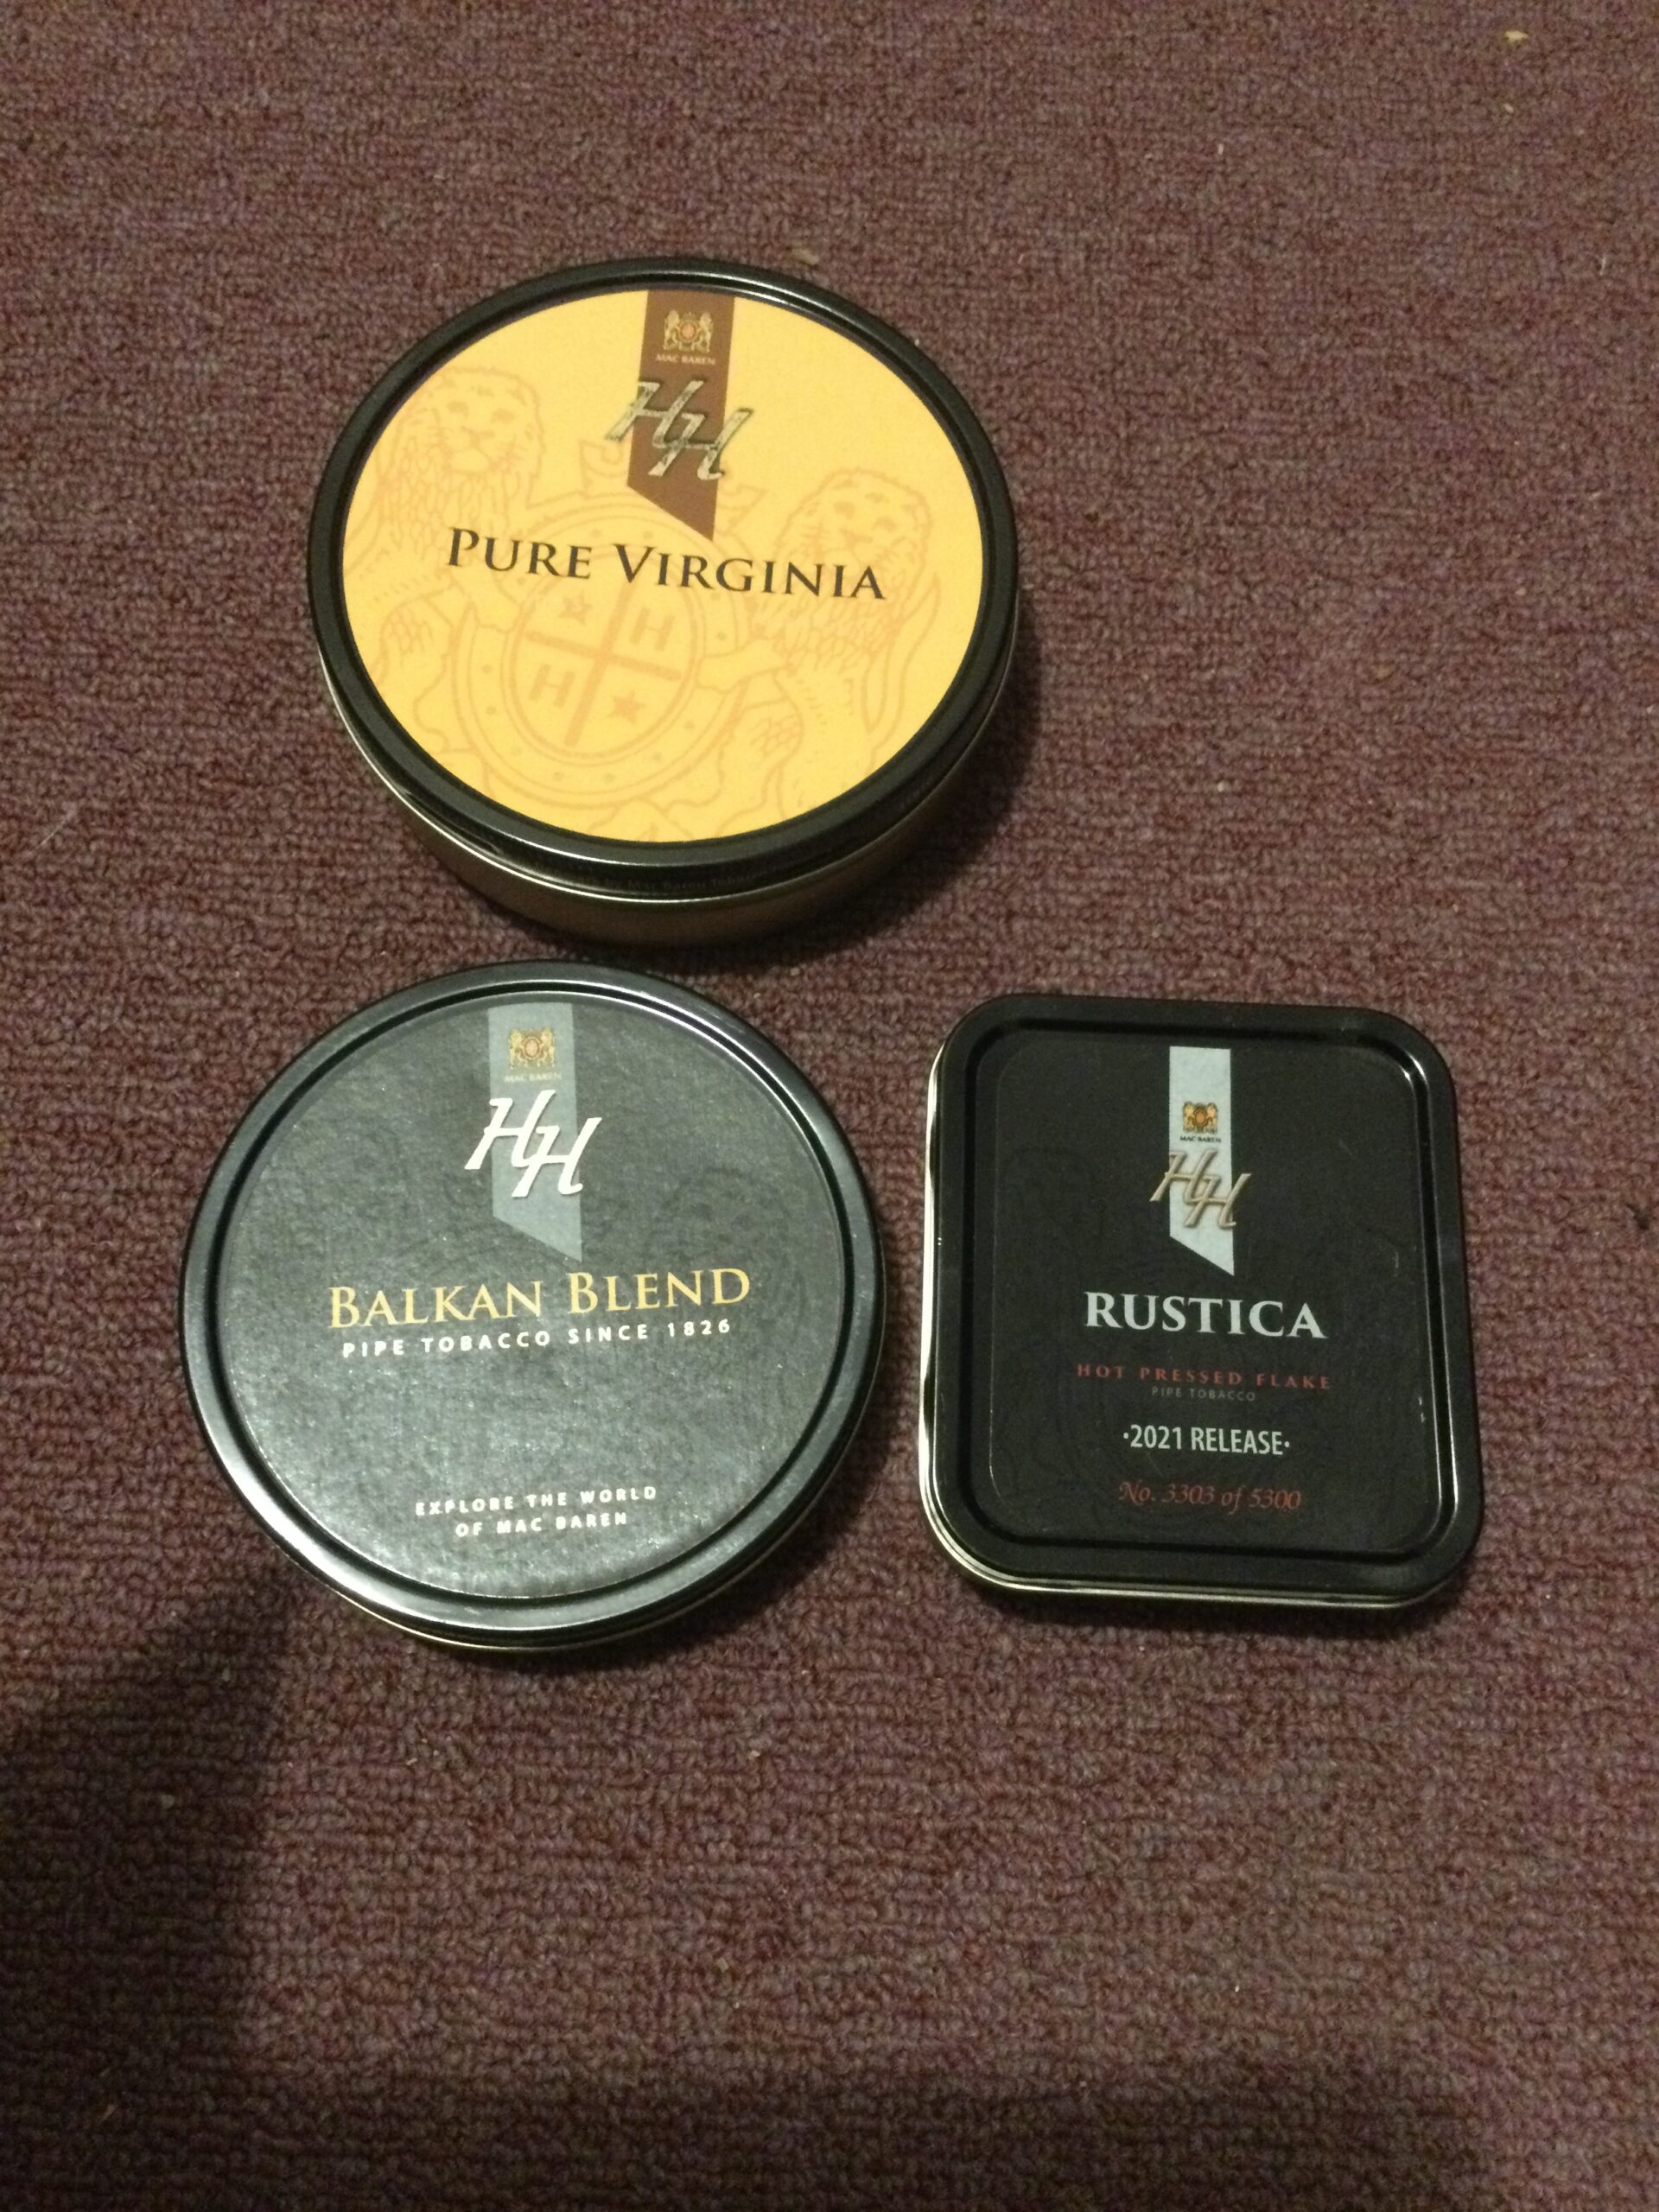 MAC BAREN
HH
PURE VIRGINIA
H
H
MAC BAREN
HH
BALKAN BLEND
PIPE TOBACCO SINCE 1826
EXPLORE THE WORLD
OF MAC BAREN
MAC BAREN
HH
RUSTICA
HOT PRESSED FLAKE
PIPE TOBACCO
·2021 RELEASE·
No. 3303 of 5300